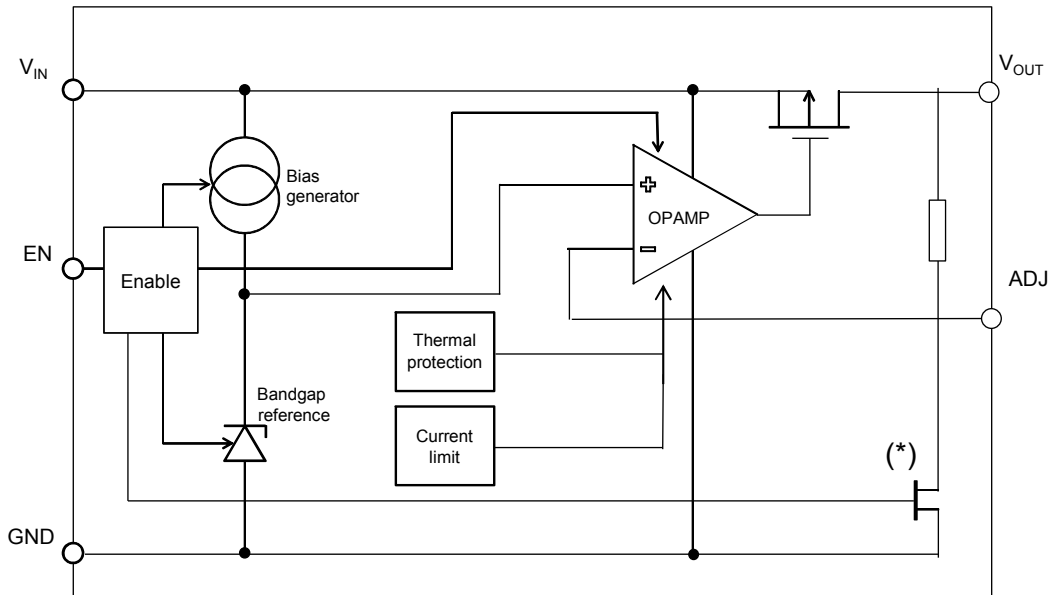 V_IN
V_OUT
Bias
generator
+
OPAMP
-
EN
Enable
ADJ
Thermal
protection
Bandgap
reference
Current
limit
(*)
GND